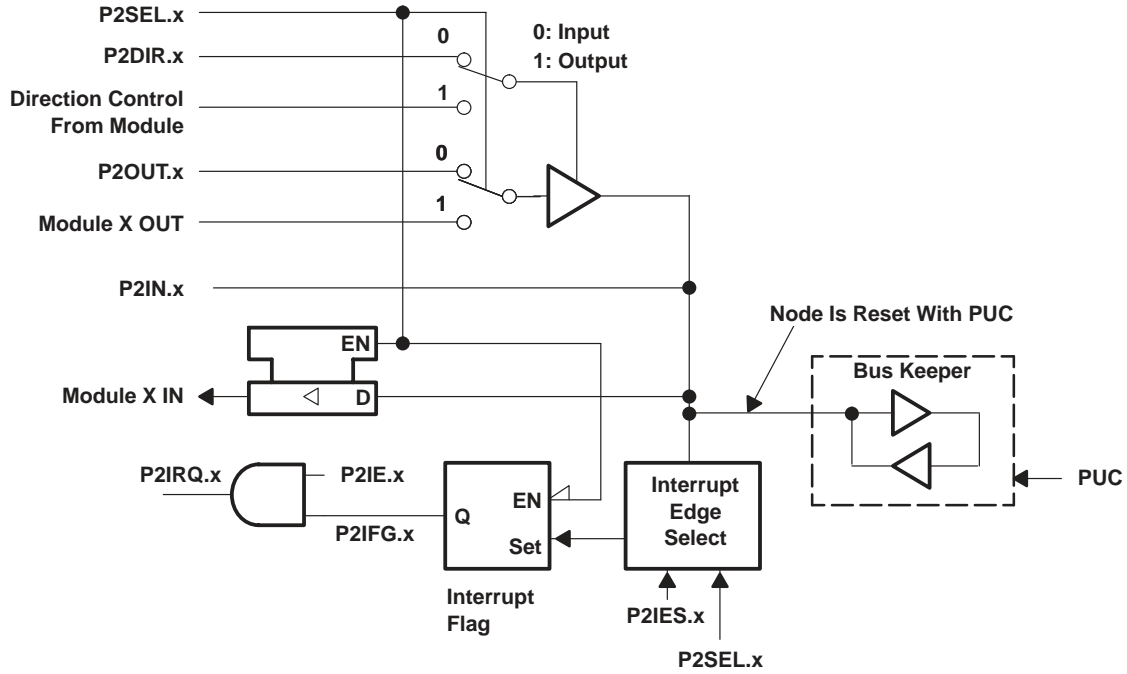 P2SEL.x
0
0: Input
1: Output
P2DIR.x
Direction Control
From Module
1
0
P2OUT.x
1
Module X OUT
P2IN.x
Node Is Reset With PUC
EN
Bus Keeper
Module X IN
D
P2IRQ.x
P2IE.x
PUC
Interrupt
Edge
Select
EN
Q
P2IFG.x
Set
Interrupt
Flag
P2IES.x
P2SEL.x